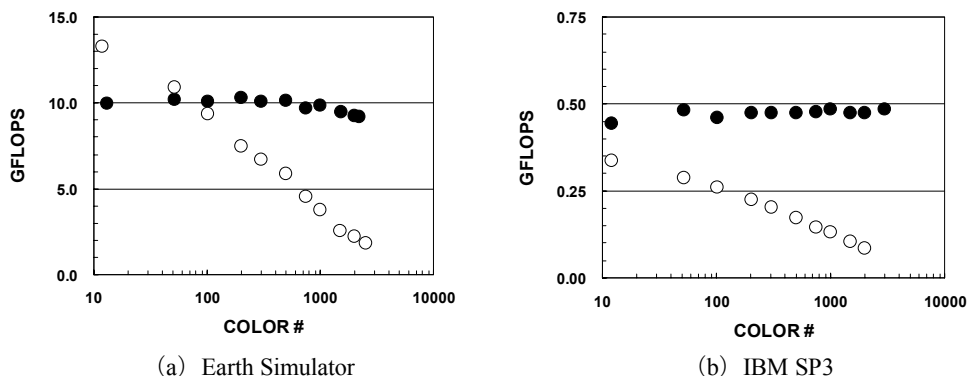 15.0
10.0
5.0
0.0
GFLOPS
10 100 1000 10000
COLOR #
(a) Earth Simulator
0.75
0.50
0.25
0.00
GFLOPS
10 100 1000 10000
COLOR #
(b) IBM SP3